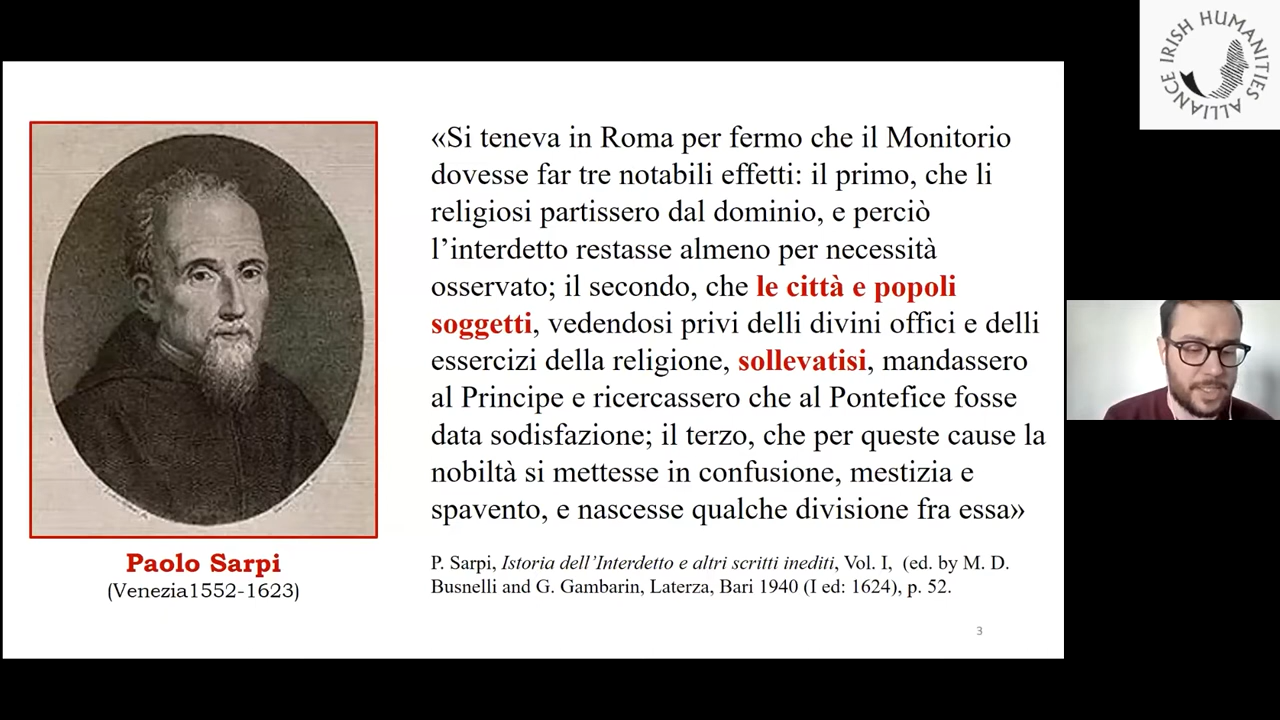 IRISH HUMANITIES ALLIANCE
«Si teneva in Roma per fermo che il Monitorio
dovesse far tre notabili effetti: il primo, che li
religiosi partissero dal dominio, e perciò
l’interdetto restasse almeno per necessità
osservato; il secondo, che le città e popoli
soggetti, vedendosi privi delli divini offici e delli
essercizi della religione, sollevatisi, mandassero
al Principe e ricercassero che al Pontefice fosse
data sodisfazione; il terzo, che per queste cause la
nobiltà si mettesse in confusione, mestizia e
spavento, e nascesse qualche divisione fra essa»
Paolo Sarpi
(Venezia1552-1623)
P. Sarpi, Istoria dell’Interdetto e altri scritti inediti, Vol. I, (ed. by M. D.
Busnelli and G. Gambarin, Laterza, Bari 1940 (I ed: 1624), p. 52.
3